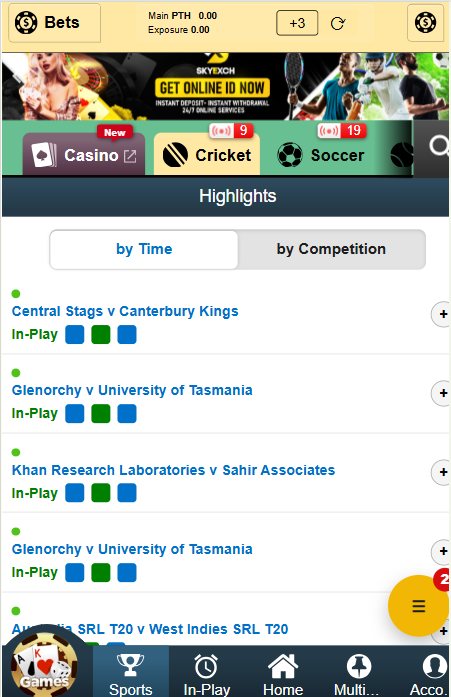 Bets
Main PTH 0.00
Exposure 0.00
+3
SKYEXCH
GET ONLINE ID NOW
INSTANT DEPOSIT- INSTANT WITHDRAWAL
24/7 ONLINE SERVICES
New
9
19
Casino
Cricket
Soccer
Highlights
by Time
by Competition
Central Stags v Canterbury Kings
+
In-Play
Glenorchy v University of Tasmania
+
In-Play
Khan Research Laboratories v Sahir Associates
+
In-Play
Glenorchy v University of Tasmania
+
In-Play
2
SRL T20 v West Indies SRL T20
+
A
K
Games
Sports
In-Play
Home
Multi...
Acco.